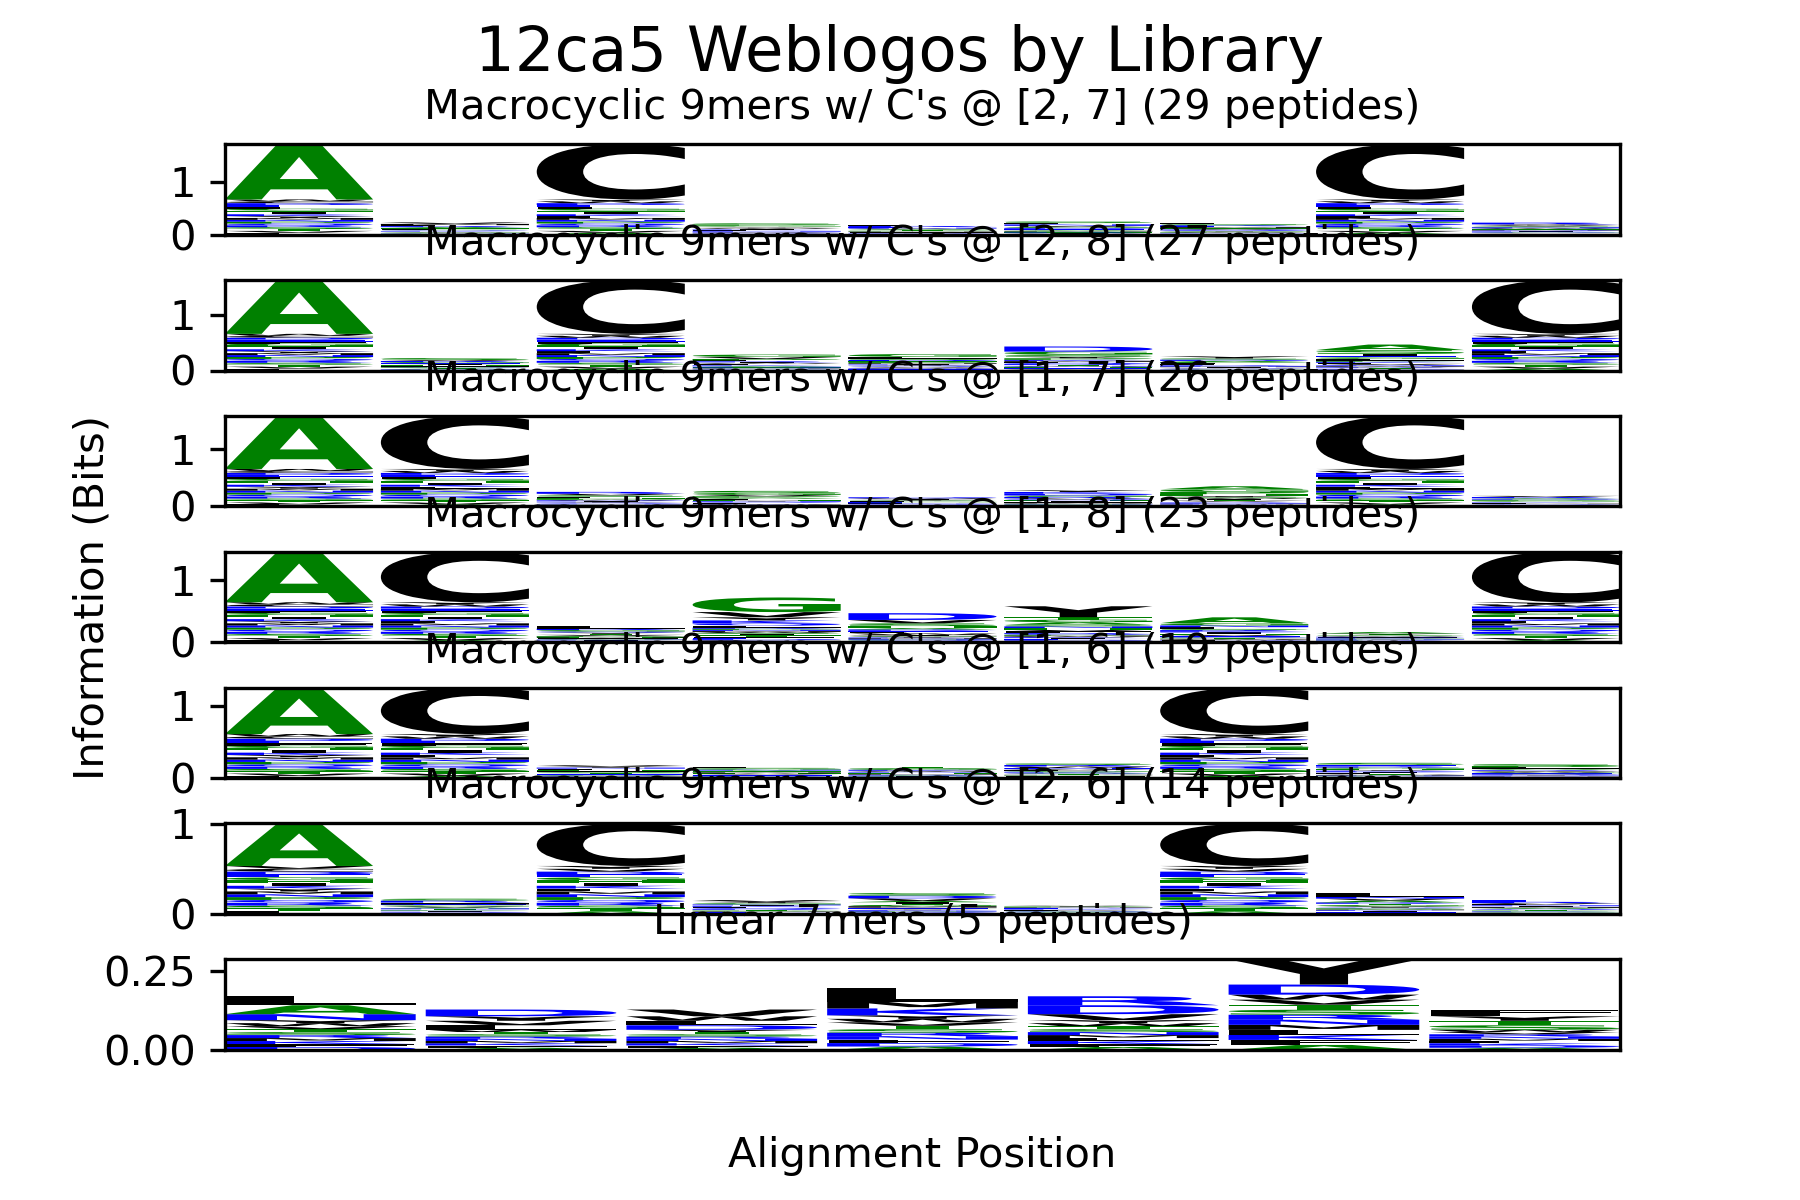 12ca5 Weblogos by Library
Macrocyclic 9mers w/ C's @ [2, 7] (29 peptides)
1
A C C
0
Macrocyclic 9mers w/ C's @ [2, 8] (27 peptides)
1
A C C
0
Macrocyclic 9mers w/ C's @ [1, 7] (26 peptides)
1
A C C
0
Macrocyclic 9mers w/ C's @ [1, 8] (23 peptides)
1
A C G Y C
0
Macrocyclic 9mers w/ C's @ [1, 6] (19 peptides)
1
A C C
0
Macrocyclic 9mers w/ C's @ [2, 6] (14 peptides)
1
A C C
0
Linear 7mers (5 peptides)
0.25
Y
0.00
Information (Bits)
Alignment Position